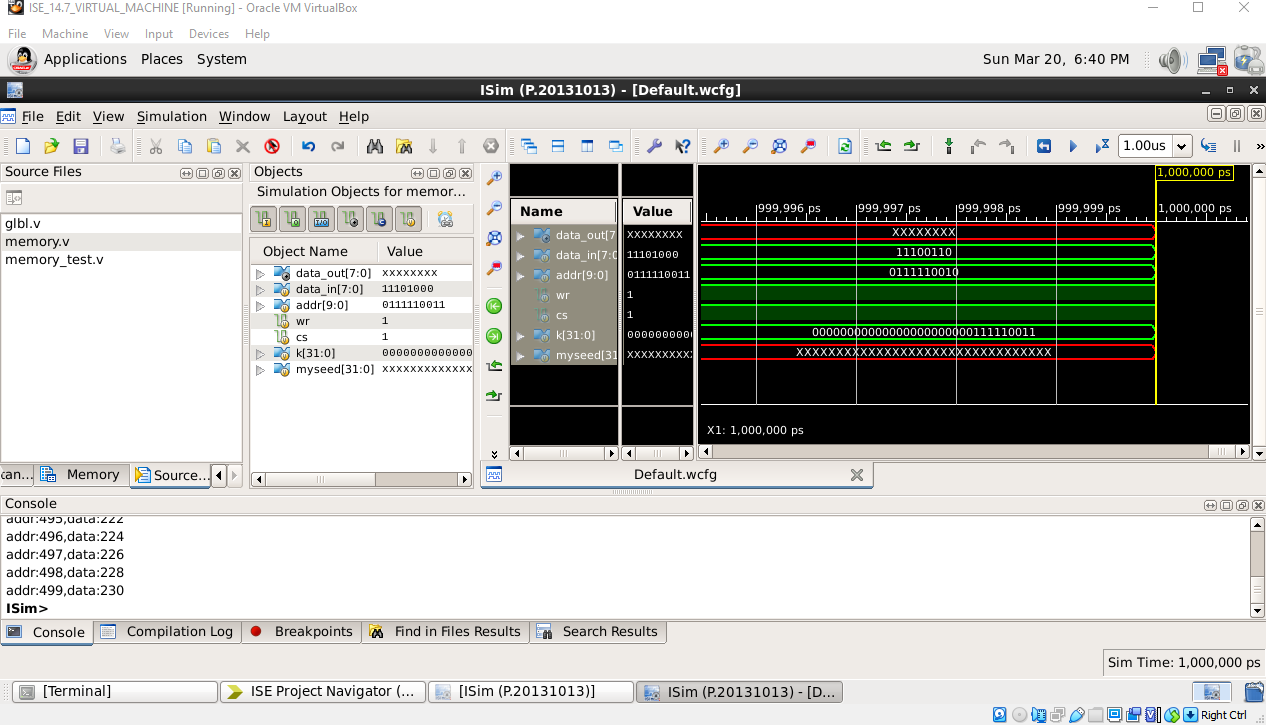 ISE_14.7_VIRTUAL_MACHINE [Running] - Oracle VM VirtualBox
File Machine View Input Devices Help
Applications Places System Sun Mar 20, 6:40 PM
ISim (P.20131013) - [Default.wcfg]
File Edit View Simulation Window Layout Help
1.00us
Source Files
glbl.v
memory.v
memory_test.v
an...
Memory
Source...
Objects
Simulation Objects for memor...
Object Name Value
data_out[7:0] xxxxxxxx
data_in[7:0] 11101000
addr[9:0] 0111110011
wr 1
cs 1
k[31:0] 0000000000000
myseed[31:0] xxxxxxxxxxxxx
Name Value
data_out[7 XXXXXXXX
data_in[7:0 11101000
addr[9:0] 0111110011
wr 1
cs 1
k[31:0] 0000000000
myseed[31 XXXXXXXXX
1,000,000 ps
999,996 ps 999,997 ps 999,998 ps 999,999 ps 1,000,000 ps
XXXXXXXX
11100110
0111110010
00000000000000000000000111110011
XXXXXXXXXXXXXXXXXXXXXXXXXXXXXXXX
X1: 1,000,000 ps
Default.wcfg
Console
addr:495,data:222
addr:496,data:224
addr:497,data:226
addr:498,data:228
addr:499,data:230
ISim>
Console Compilation Log Breakpoints Find in Files Results Search Results
Sim Time: 1,000,000 ps
[Terminal] ISE Project Navigator (... [ISim (P.20131013)] ISim (P.20131013) - [D...
Right Ctrl